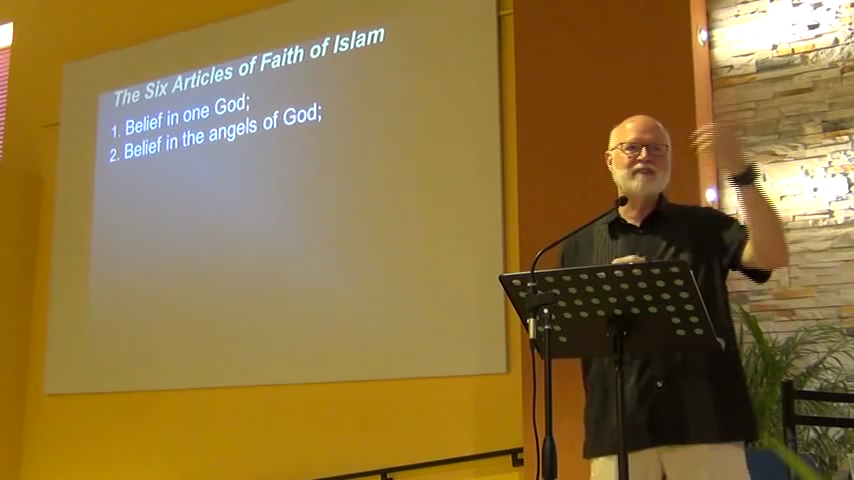 The Six Articles of Faith of Islam
1. Belief in one God;
2. Belief in the angels of God;